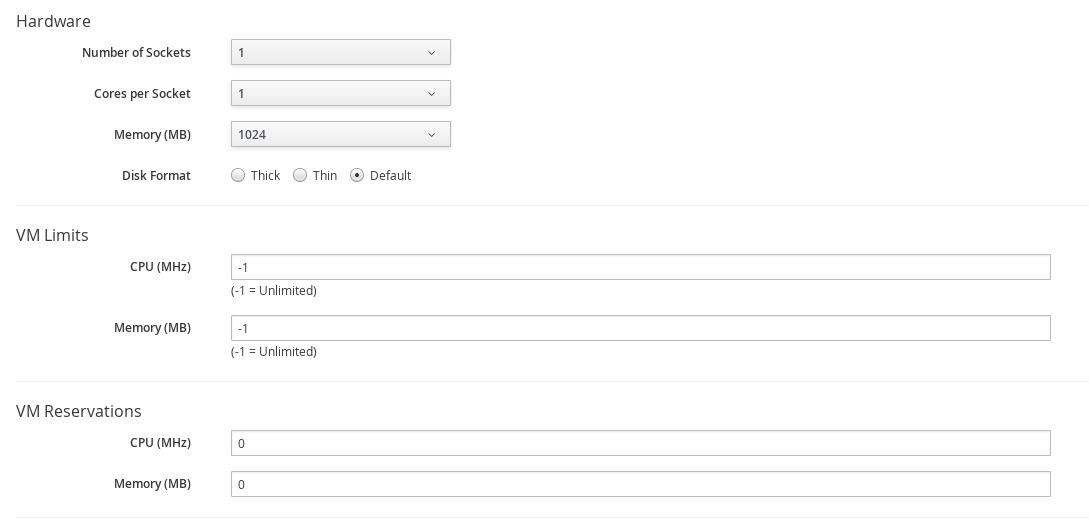 Hardware
Number of Sockets 1
Cores per Socket 1
Memory (MB) 1024
Disk Format Thick Thin Default
VM Limits
CPU (MHz) -1
(-1 = Unlimited)
Memory (MB) -1
(-1 = Unlimited)
VM Reservations
CPU (MHz) 0
Memory (MB) 0